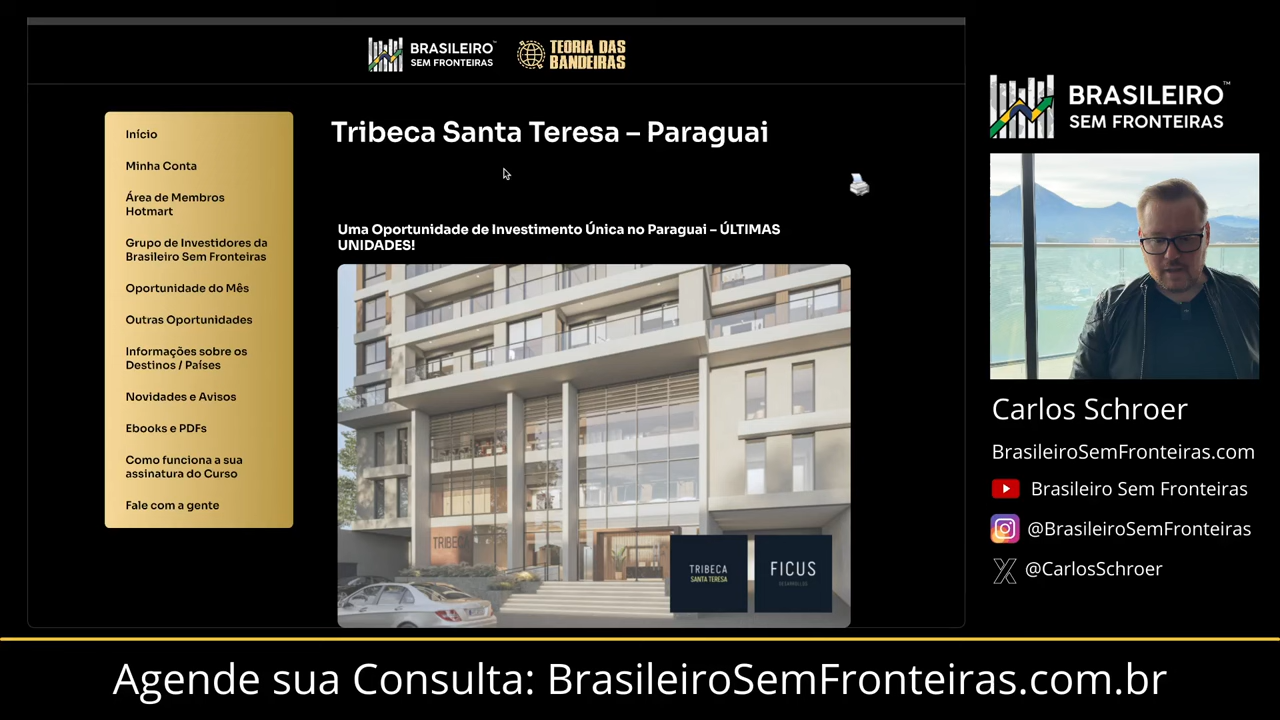 BRASILEIRO™
SEM FRONTEIRAS
TEORIA DAS
BANDEIRAS
Início
Minha Conta
Área de Membros
Hotmart
Grupo de Investidores da
Brasileiro Sem Fronteiras
Oportunidade do Mês
Outras Oportunidades
Informações sobre os
Destinos / Países
Novidades e Avisos
Ebooks e PDFs
Como funciona a sua
assinatura do Curso
Fale com a gente
Tribeca Santa Teresa – Paraguai
Uma Oportunidade de Investimento Única no Paraguai – ÚLTIMAS
UNIDADES!
TRIBECA
TRIBECA
SANTA TERESA
FICUS
BRASILEIRO™
SEM FRONTEIRAS
Carlos Schroer
BrasileiroSemFronteiras.com
Brasileiro Sem Fronteiras
@BrasileiroSemFronteiras
@CarlosSchroer
Agende sua Consulta: BrasileiroSemFronteiras.com.br